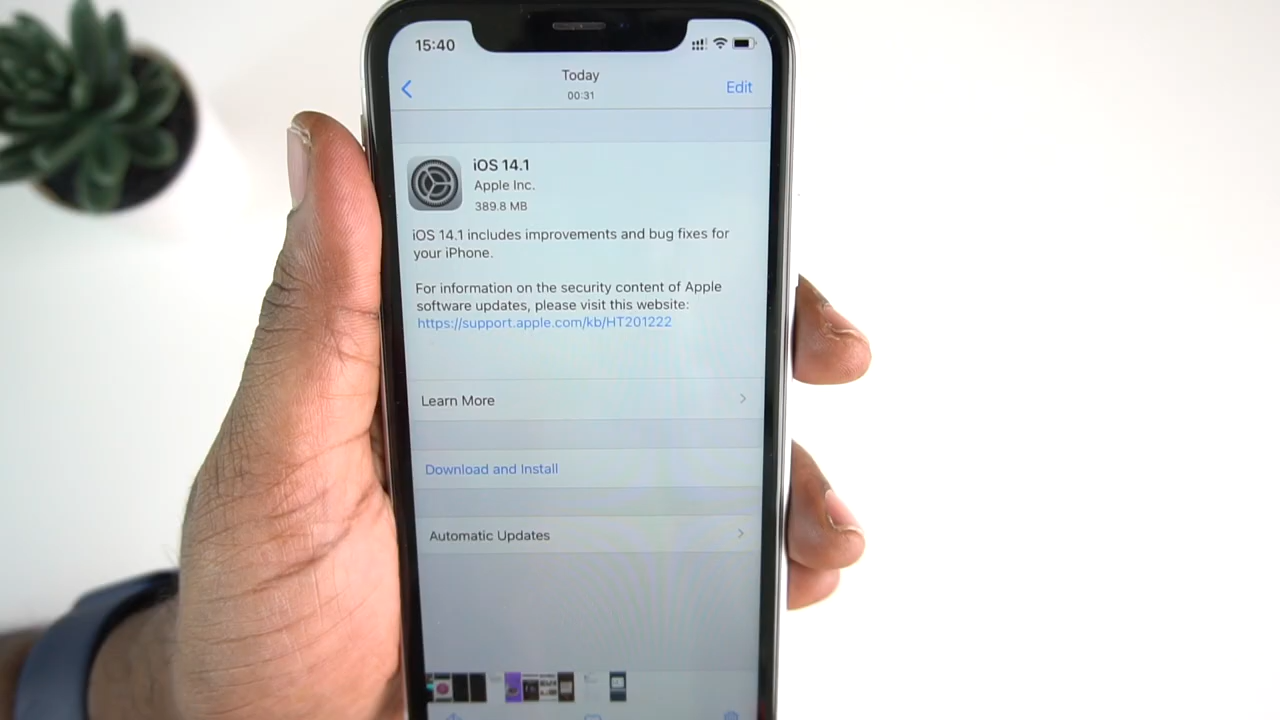 15:40
Today
00:31
Edit
iOS 14.1
Apple Inc.
389.8 MB
iOS 14.1 includes improvements and bug fixes for
your iPhone.
For information on the security content of Apple
software updates, please visit this website:
https://support.apple.com/kb/HT201222
Learn More
Download and Install
Automatic Updates